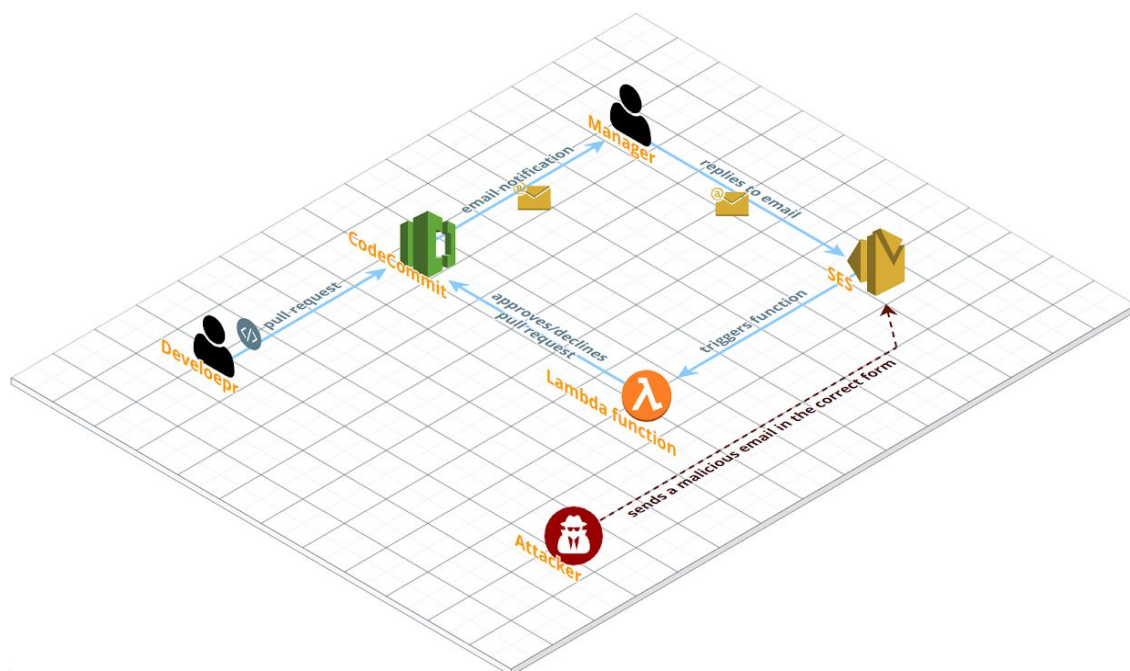 Manager
email notification
replies to email
@
@
CodeCommit
SES
pull request
</>
approves/declines
pull request
triggers function
Develoepr
Lambda function
λ
sends a malicious email in the correct form
Attacker